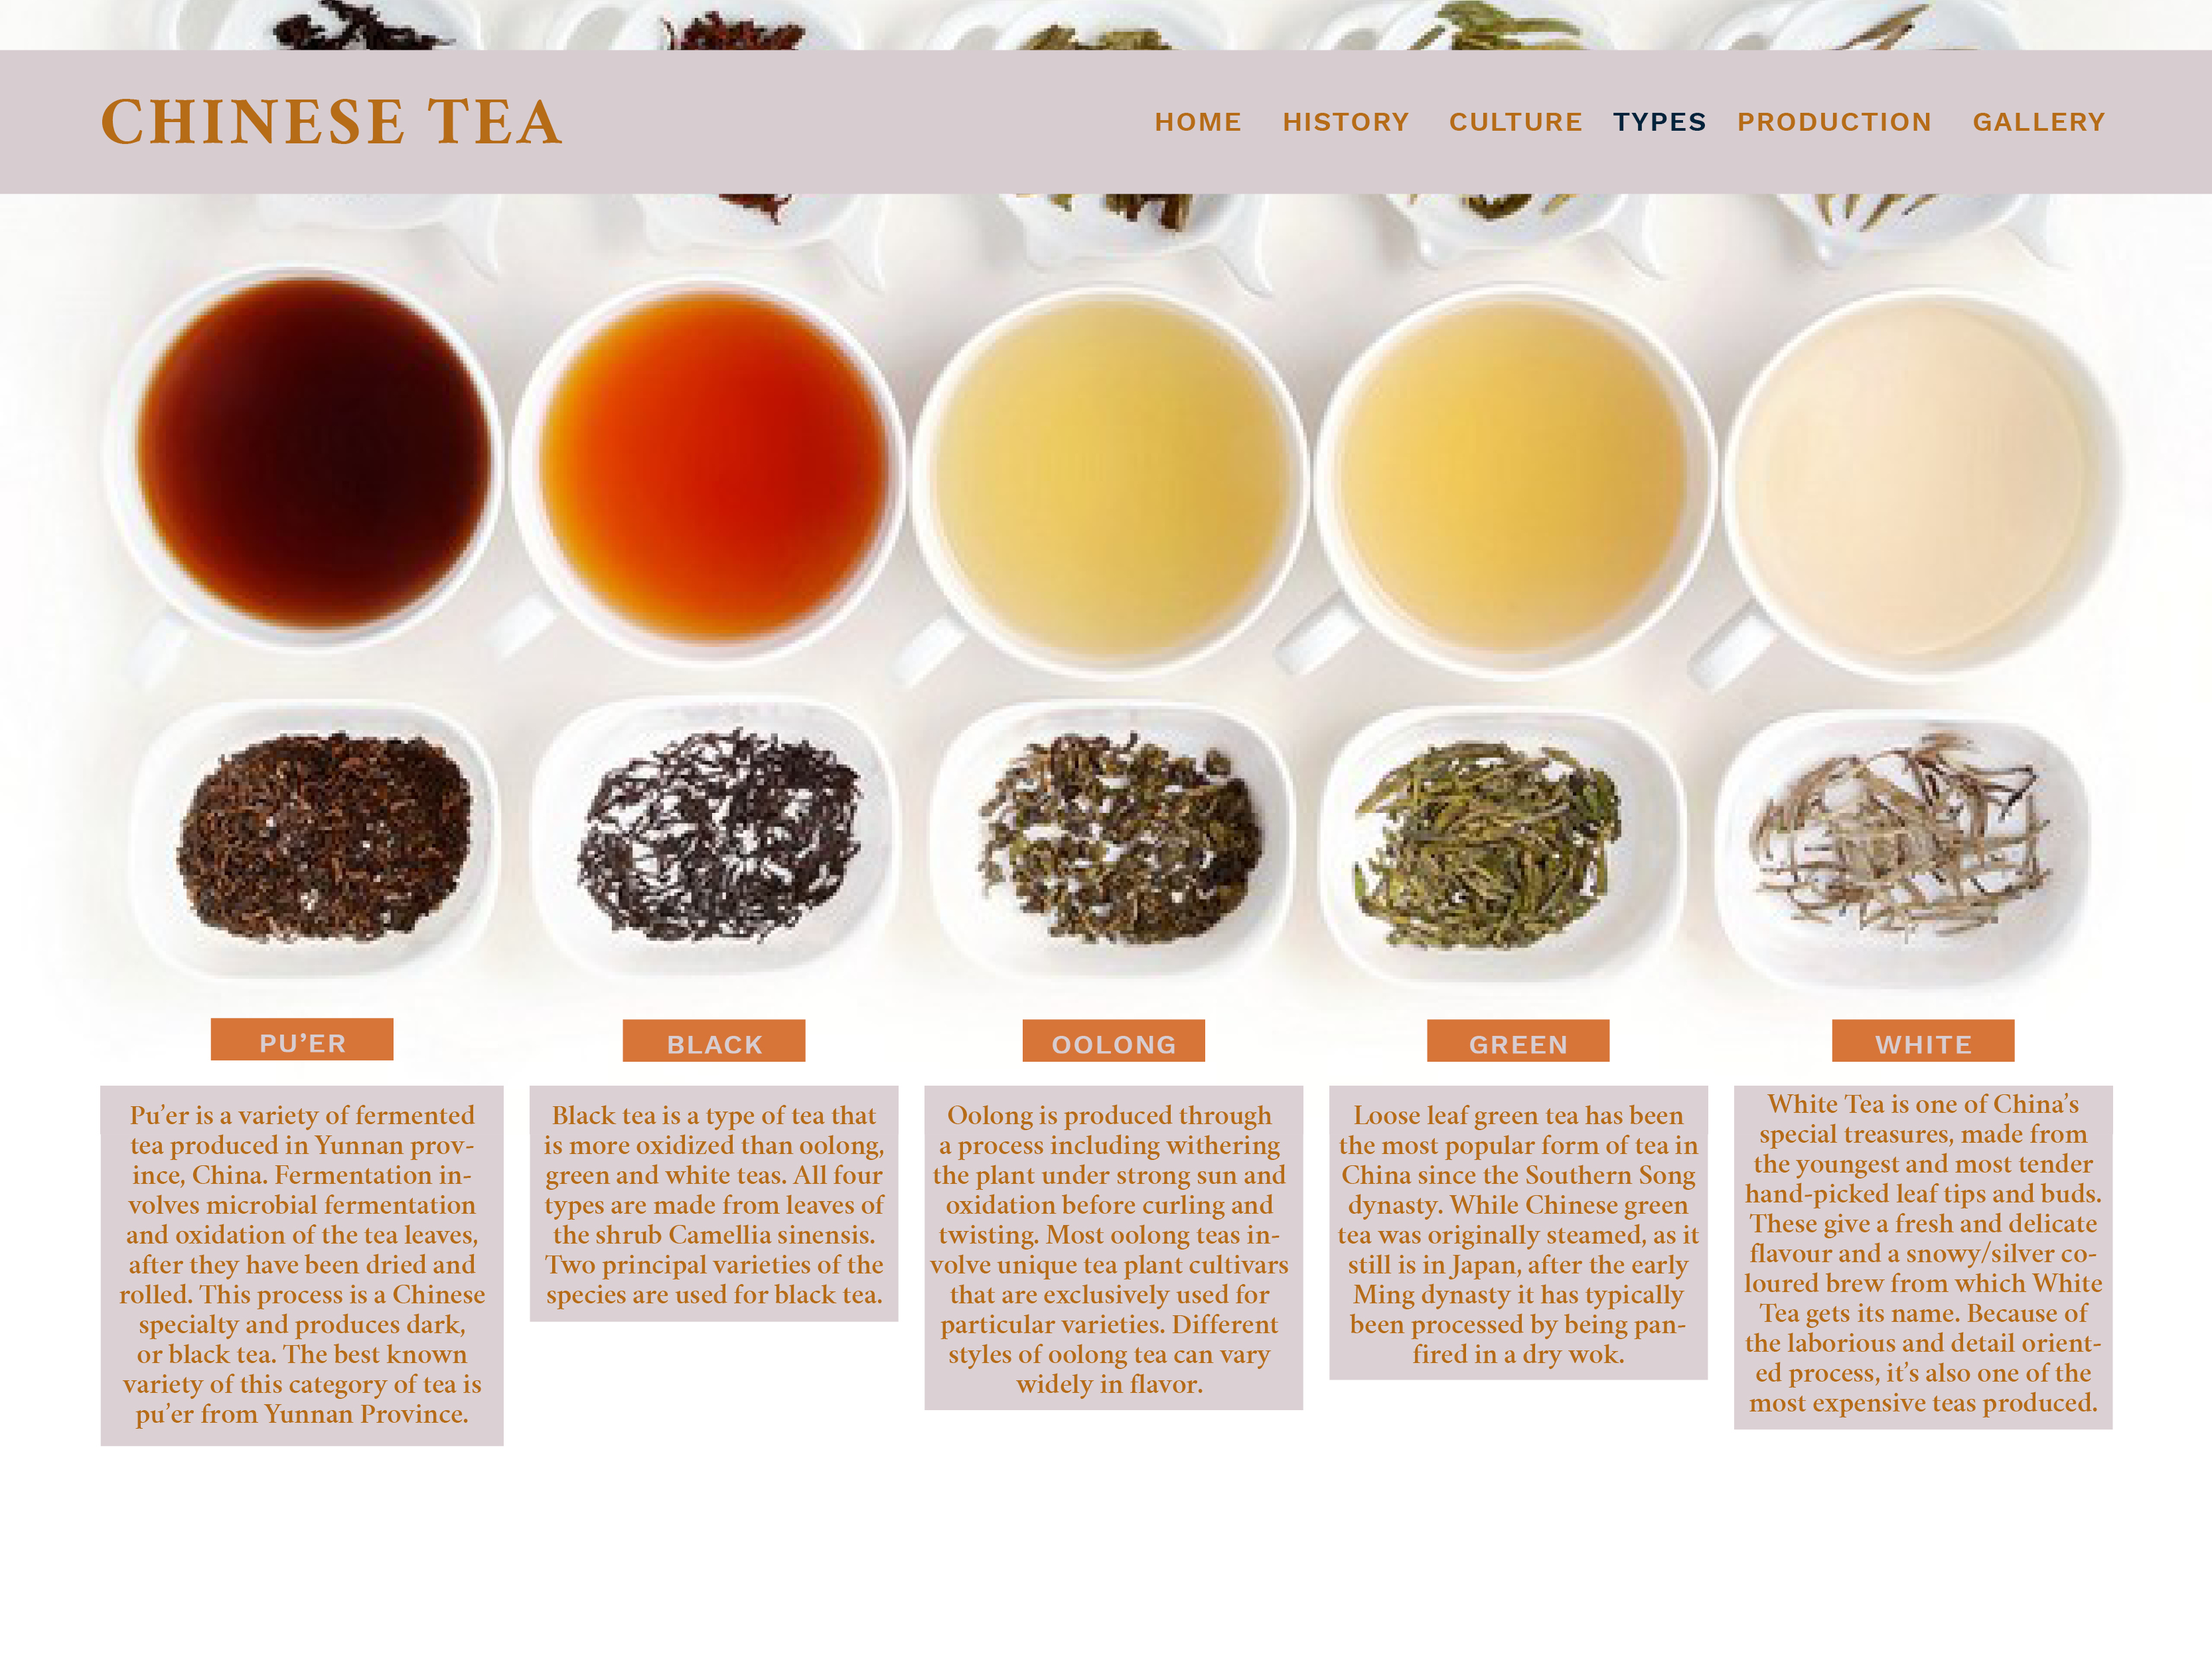 CHINESE TEA
HOME HISTORY CULTURE TYPES PRODUCTION GALLERY
PU’ER
Pu’er is a variety of fermented
tea produced in Yunnan prov-
ince, China. Fermentation in-
volves microbial fermentation
and oxidation of the tea leaves,
after they have been dried and
rolled. This process is a Chinese
specialty and produces dark,
or black tea. The best known
variety of this category of tea is
pu’er from Yunnan Province.
BLACK
Black tea is a type of tea that
is more oxidized than oolong,
green and white teas. All four
types are made from leaves of
the shrub Camellia sinensis.
Two principal varieties of the
species are used for black tea.
OOLONG
Oolong is produced through
a process including withering
the plant under strong sun and
oxidation before curling and
twisting. Most oolong teas in-
volve unique tea plant cultivars
that are exclusively used for
particular varieties. Different
styles of oolong tea can vary
widely in flavor.
GREEN
Loose leaf green tea has been
the most popular form of tea in
China since the Southern Song
dynasty. While Chinese green
tea was originally steamed, as it
still is in Japan, after the early
Ming dynasty it has typically
been processed by being pan-
fired in a dry wok.
WHITE
White Tea is one of China’s
special treasures, made from
the youngest and most tender
hand-picked leaf tips and buds.
These give a fresh and delicate
flavour and a snowy/silver co-
loured brew from which White
Tea gets its name. Because of
the laborious and detail orient-
ed process, it’s also one of the
most expensive teas produced.